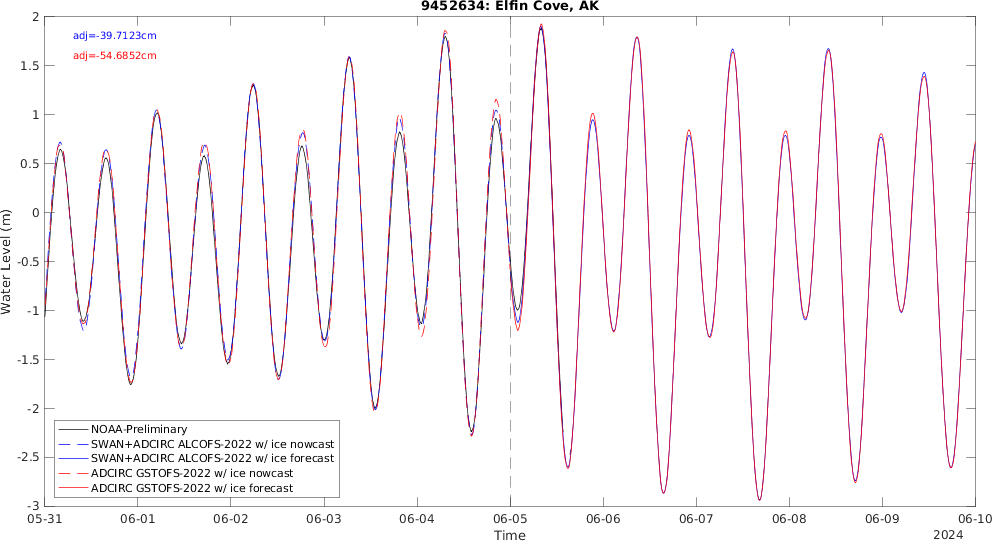 9452634: Elfin Cove, AK
adj=-39.7123cm
adj=-54.6852cm
Water Level (m)
2
1.5
1
0.5
0
-0.5
-1
-1.5
-2
-2.5
-3
NOAA-Preliminary
SWAN+ADCIRC ALCOFS-2022 w/ ice nowcast
SWAN+ADCIRC ALCOFS-2022 w/ ice forecast
ADCIRC GSTOFS-2022 w/ ice nowcast
ADCIRC GSTOFS-2022 w/ ice forecast
05-31 06-01 06-02 06-03 06-04 06-05 06-06 06-07 06-08 06-09 06-10
Time
2024